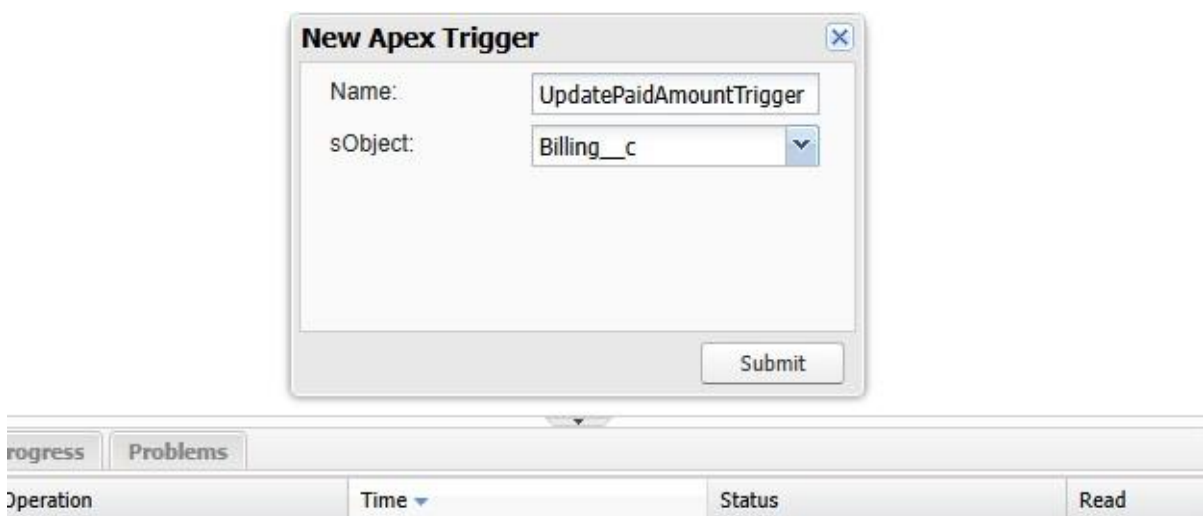 New Apex Trigger
Name: UpdatePaidAmountTrigger
sObject: Billing__c
Submit
rogress Problems
Operation Time Status Read